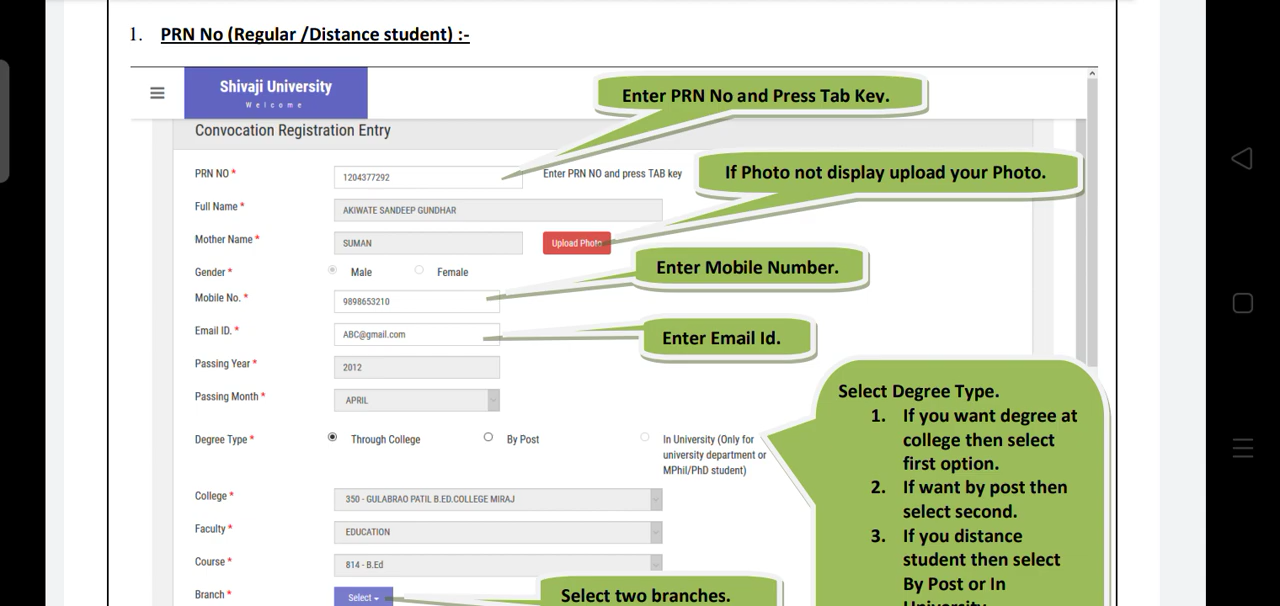 1. PRN No (Regular /Distance student) :-
Shivaji University
Welcome
Enter PRN No and Press Tab Key.
Convocation Registration Entry
PRN NO *
1204377292
Enter PRN NO and press TAB key
If Photo not display upload your Photo.
Full Name *
AKIWATE SANDEEP GUNDHAR
Mother Name *
SUMAN
Upload Photo
Gender *
Male
Female
Enter Mobile Number.
Mobile No. *
9898653210
Email ID. *
ABC@gmail.com
Enter Email Id.
Passing Year *
2012
Passing Month *
APRIL
Degree Type *
Through College
By Post
In University (Only for
university department or
MPhil/PhD student)
Select Degree Type.
1. If you want degree at
college then select
first option.
2. If want by post then
select second.
3. If you distance
student then select
By Post or In
University
College *
350 - GULABRAO PATIL B.ED.COLLEGE MIRAJ
Faculty *
EDUCATION
Course *
814 - B.Ed
Branch *
Select
Select two branches.